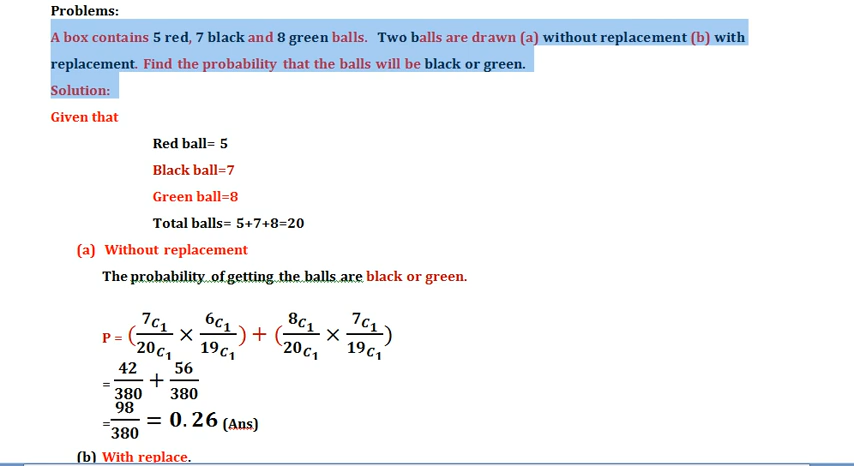 Problems:
A box contains 5 red, 7 black and 8 green balls. Two balls are drawn (a) without replacement (b) with
replacement. Find the probability that the balls will be black or green.
Solution:
Given that
Red ball= 5
Black ball=7
Green ball=8
Total balls= 5+7+8=20
(a) Without replacement
The probability of getting the balls are black or green.
P = (7c₁/20c₁ × 6c₁/19c₁) + (8c₁/20c₁ × 7c₁/19c₁)
= 42/380 + 56/380
= 98/380 = 0.26 (Ans)
(b) With replace.